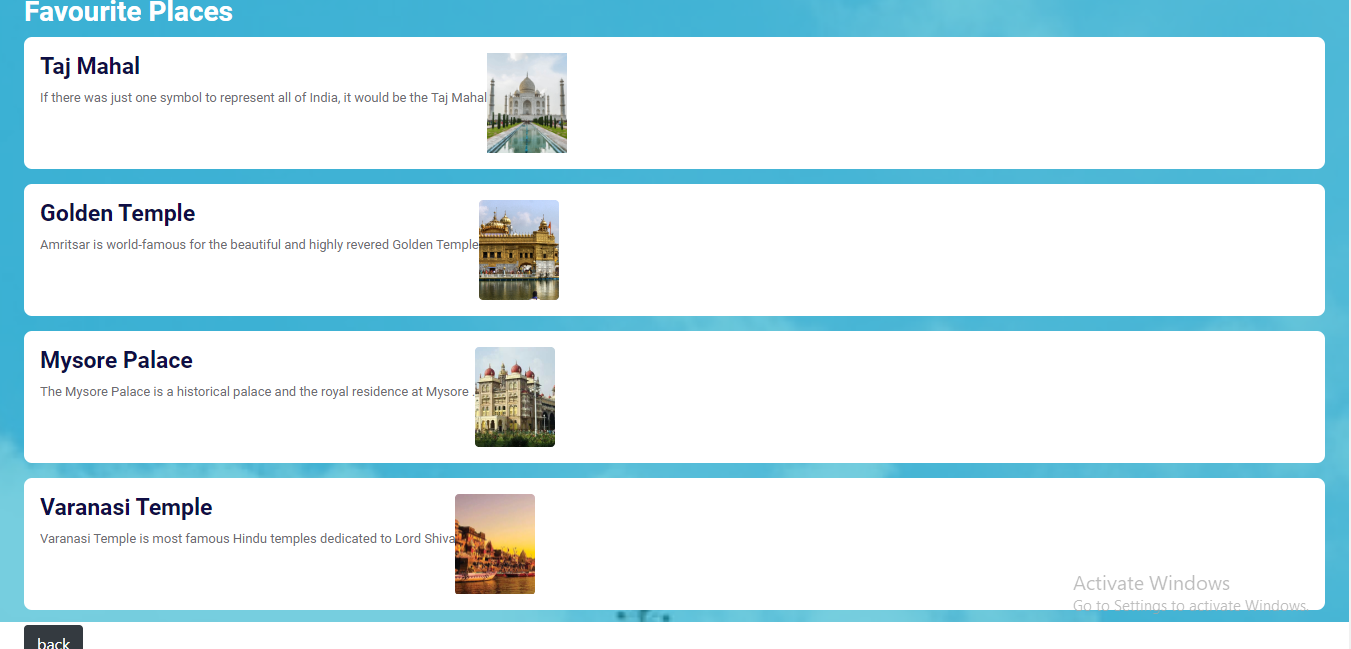 Favourite Places
Taj Mahal
If there was just one symbol to represent all of India, it would be the Taj Mahal
Golden Temple
Amritsar is world-famous for the beautiful and highly revered Golden Temple
Mysore Palace
The Mysore Palace is a historical palace and the royal residence at Mysore .
Varanasi Temple
Varanasi Temple is most famous Hindu temples dedicated to Lord Shiva
Activate Windows
Go to Settings to activate Windows.
back